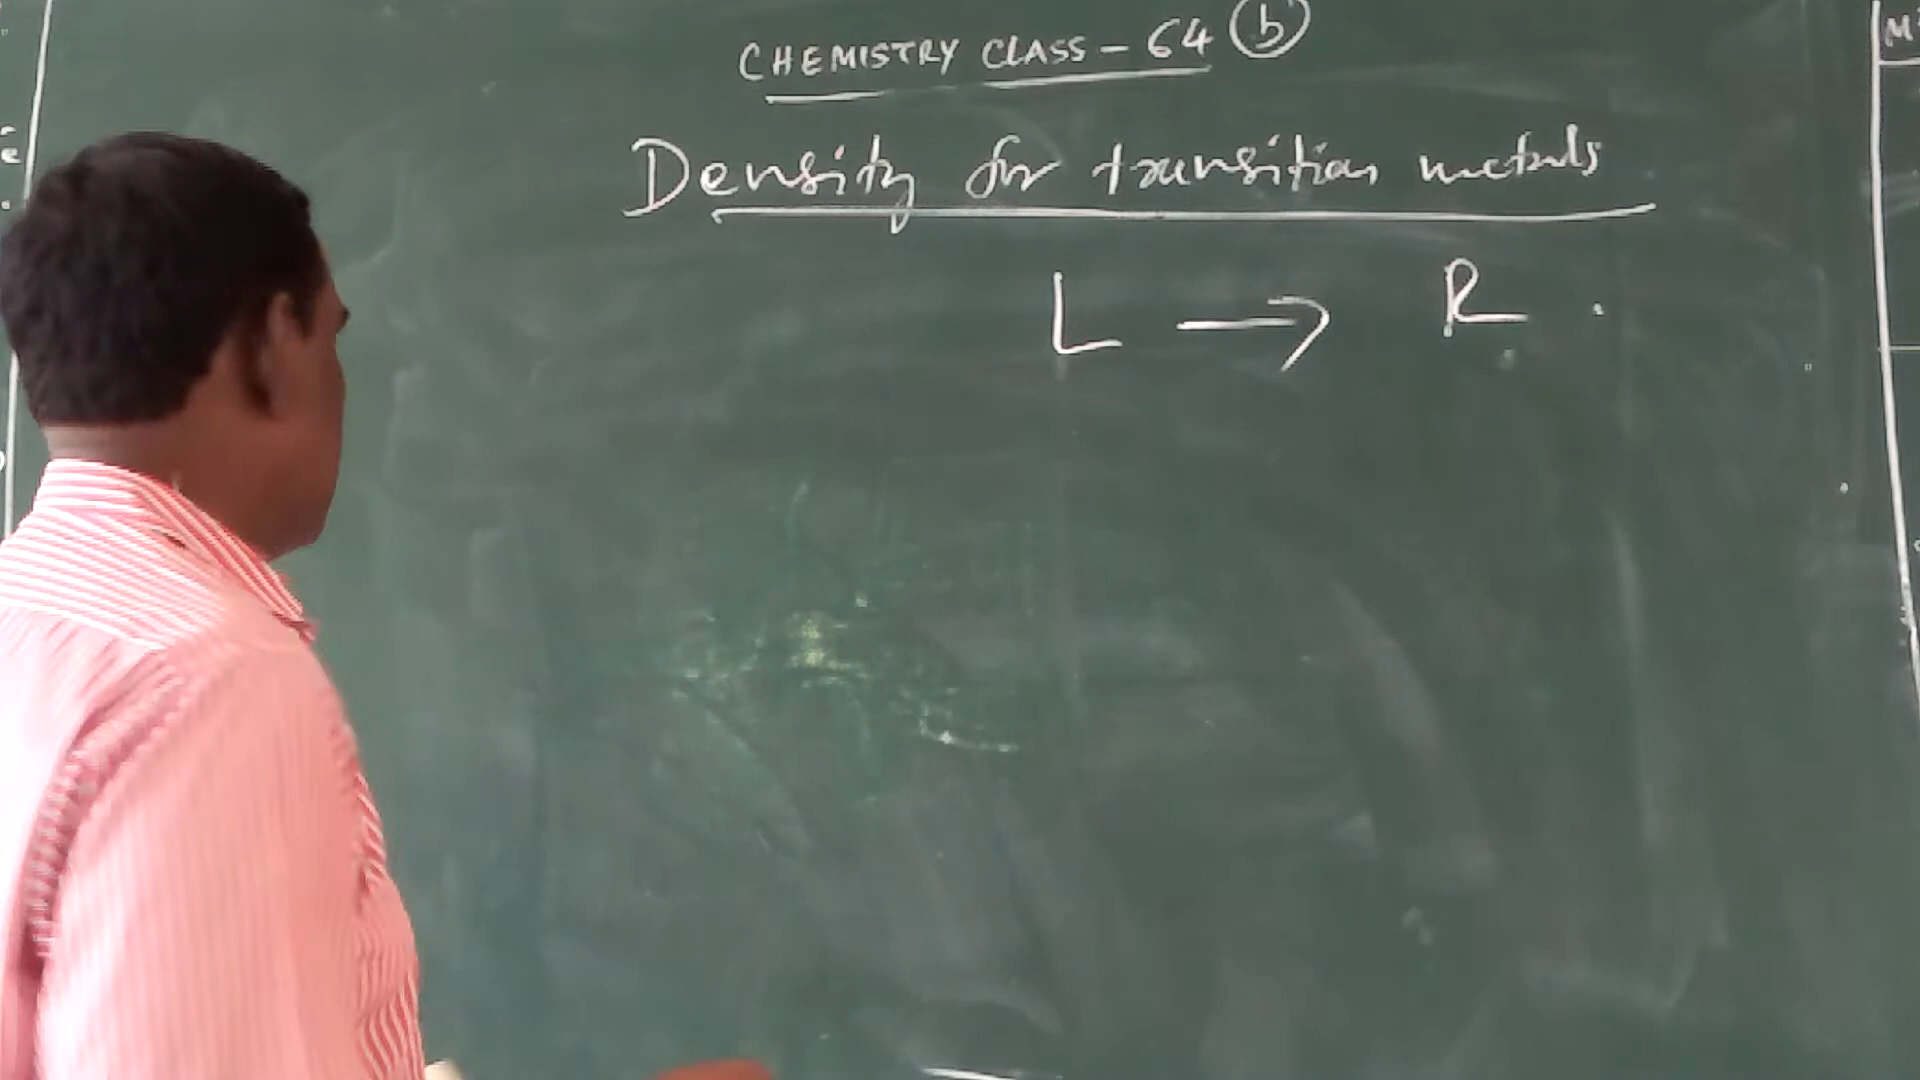 CHEMISTRY CLASS - 64 (b)
Density for transition metals
L → R .